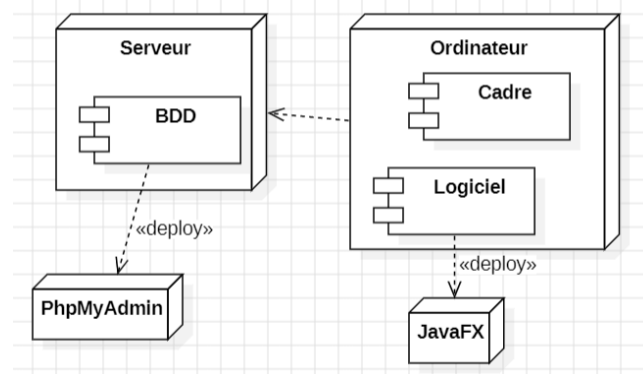 Serveur
Ordinateur
BDD
Cadre
Logiciel
«deploy»
«deploy»
PhpMyAdmin
JavaFX